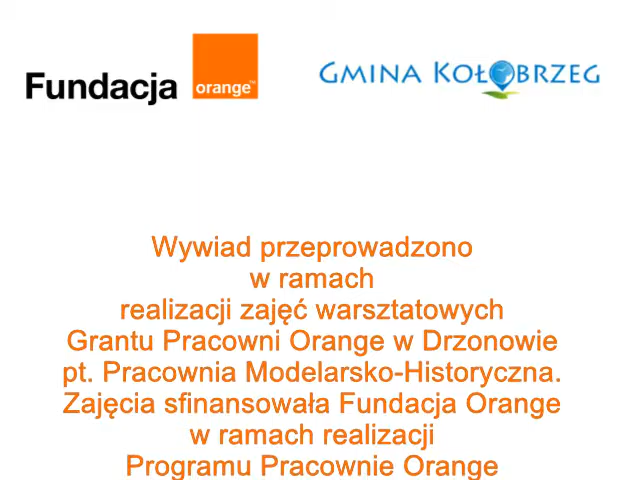 Fundacja
orange™
GMINA KOŁOBRZEG
Wywiad przeprowadzono
w ramach
realizacji zajęć warsztatowych
Grantu Pracowni Orange w Drzonowie
pt. Pracownia Modelarsko-Historyczna.
Zajęcia sfinansowała Fundacja Orange
w ramach realizacji
Programu Pracownie Orange